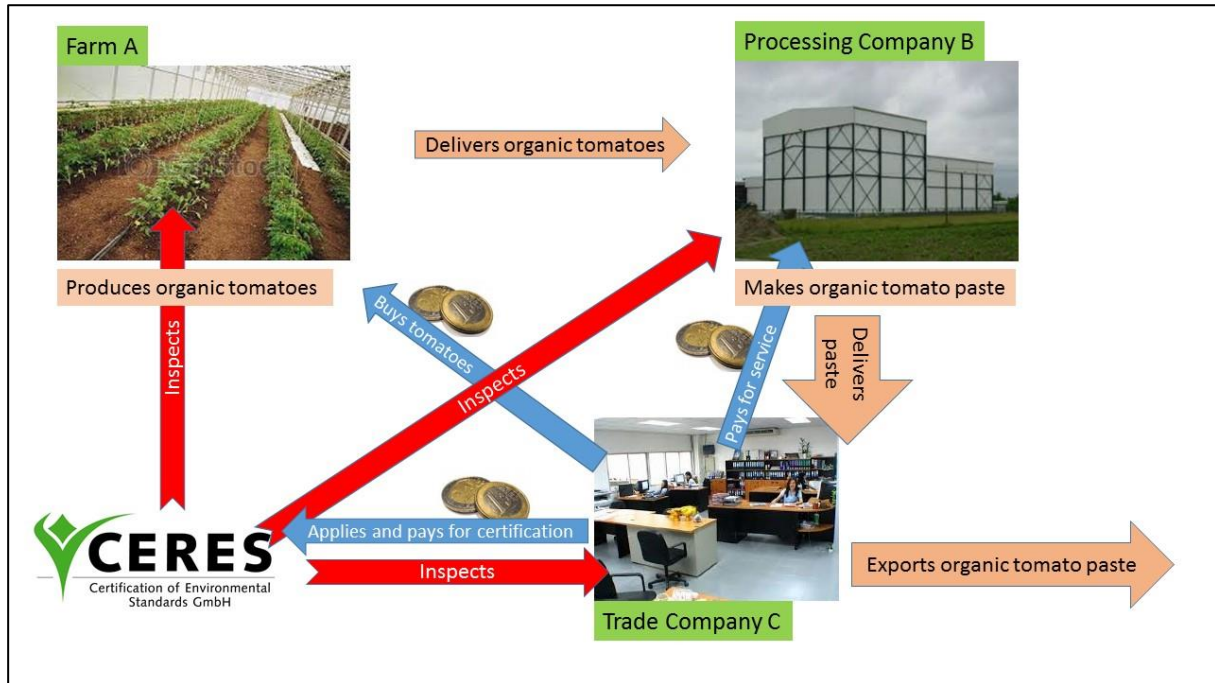 Farm A
Processing Company B
Delivers organic tomatoes
Produces organic tomatoes
Makes organic tomato paste
Inspects
Buys tomatoes
Inspects
Pays for service
Delivers
paste
CERES
Certification of Environmental
Standards GmbH
Applies and pays for certification
Inspects
Exports organic tomato paste
Trade Company C